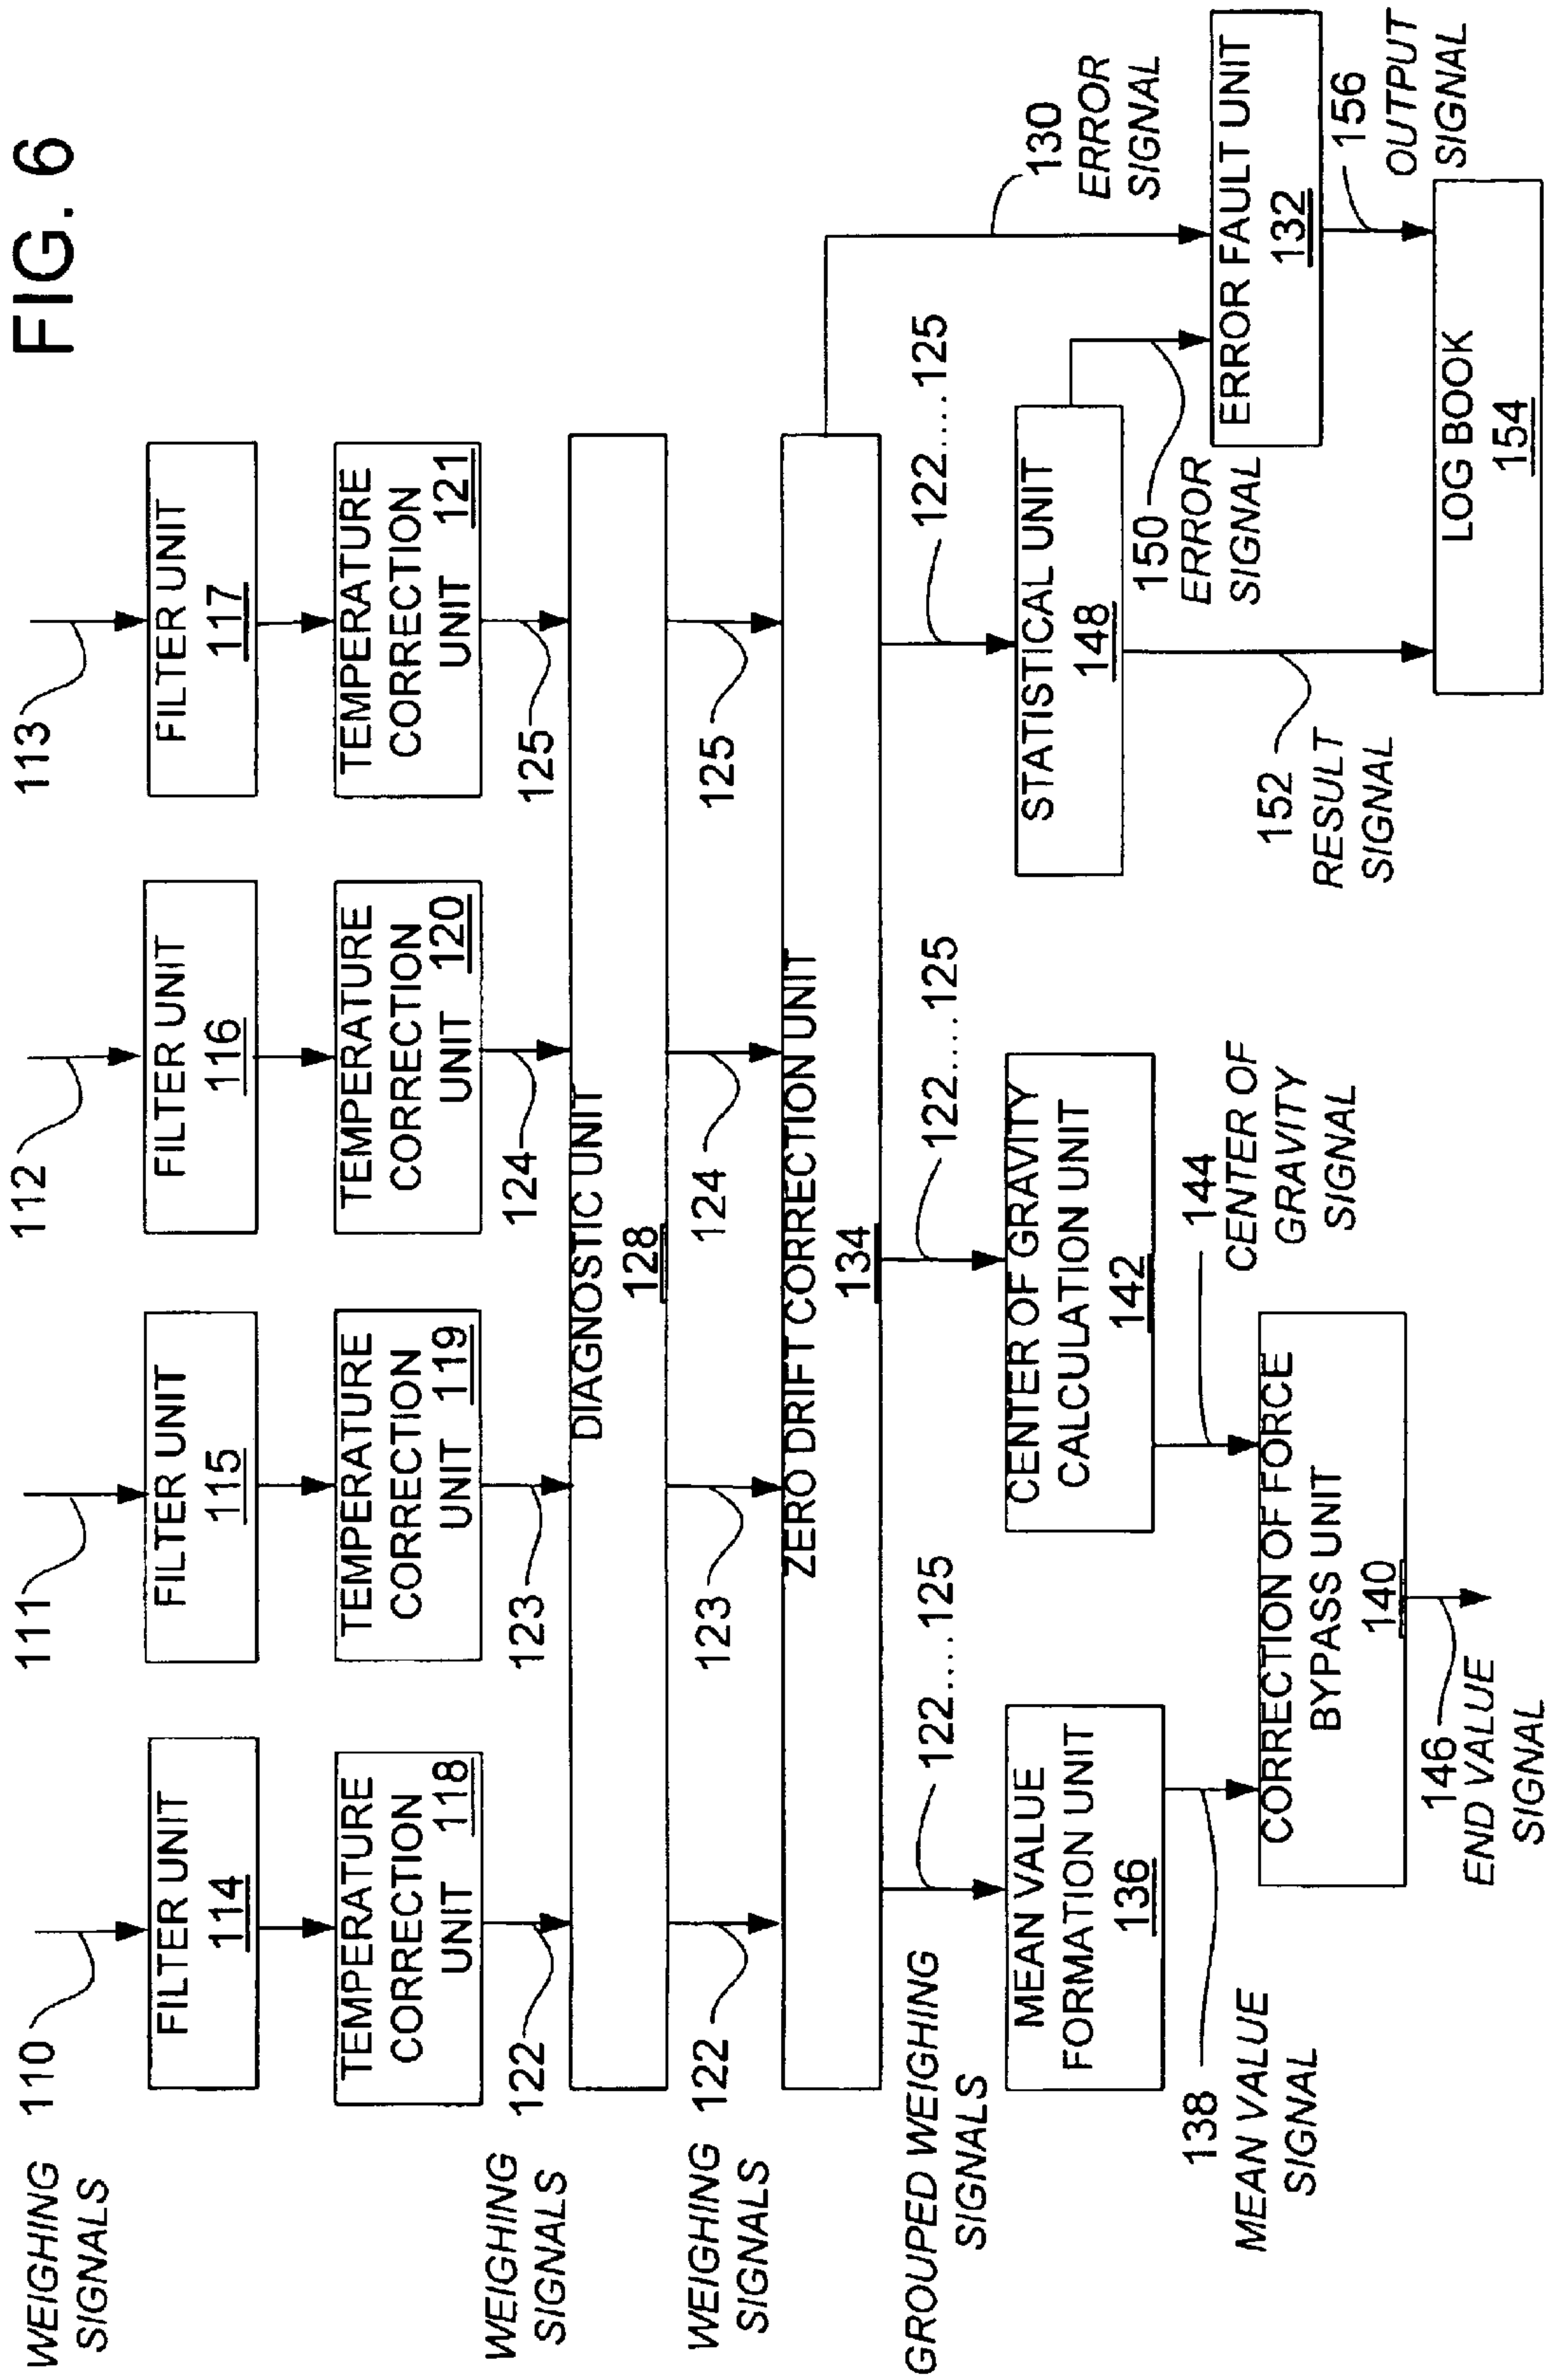 FIG. 6
WEIGHING
SIGNALS
110
111
112
113
FILTER UNIT
114
FILTER UNIT
115
FILTER UNIT
116
FILTER UNIT
117
TEMPERATURE
CORRECTION
UNIT 118
TEMPERATURE
CORRECTION
UNIT 119
TEMPERATURE
CORRECTION
UNIT 120
TEMPERATURE
CORRECTION
UNIT 121
WEIGHING
SIGNALS
122
123
124
125
DIAGNOSTIC UNIT
128
WEIGHING
SIGNALS
122
123
124
125
ZERO DRIFT CORRECTION UNIT
134
GROUPED WEIGHING
SIGNALS
122....125
122....125
122....125
130
ERROR
SIGNAL
MEAN VALUE
FORMATION UNIT
136
CENTER OF GRAVITY
CALCULATION UNIT
142
STATISTICAL UNIT
148
150
ERROR
SIGNAL
ERROR FAULT UNIT
132
138
MEAN VALUE
SIGNAL
144
CENTER OF
GRAVITY
SIGNAL
152
RESULT
SIGNAL
156
OUTPUT
SIGNAL
CORRECTION OF FORCE
BYPASS UNIT
140
LOG BOOK
154
146
END VALUE
SIGNAL